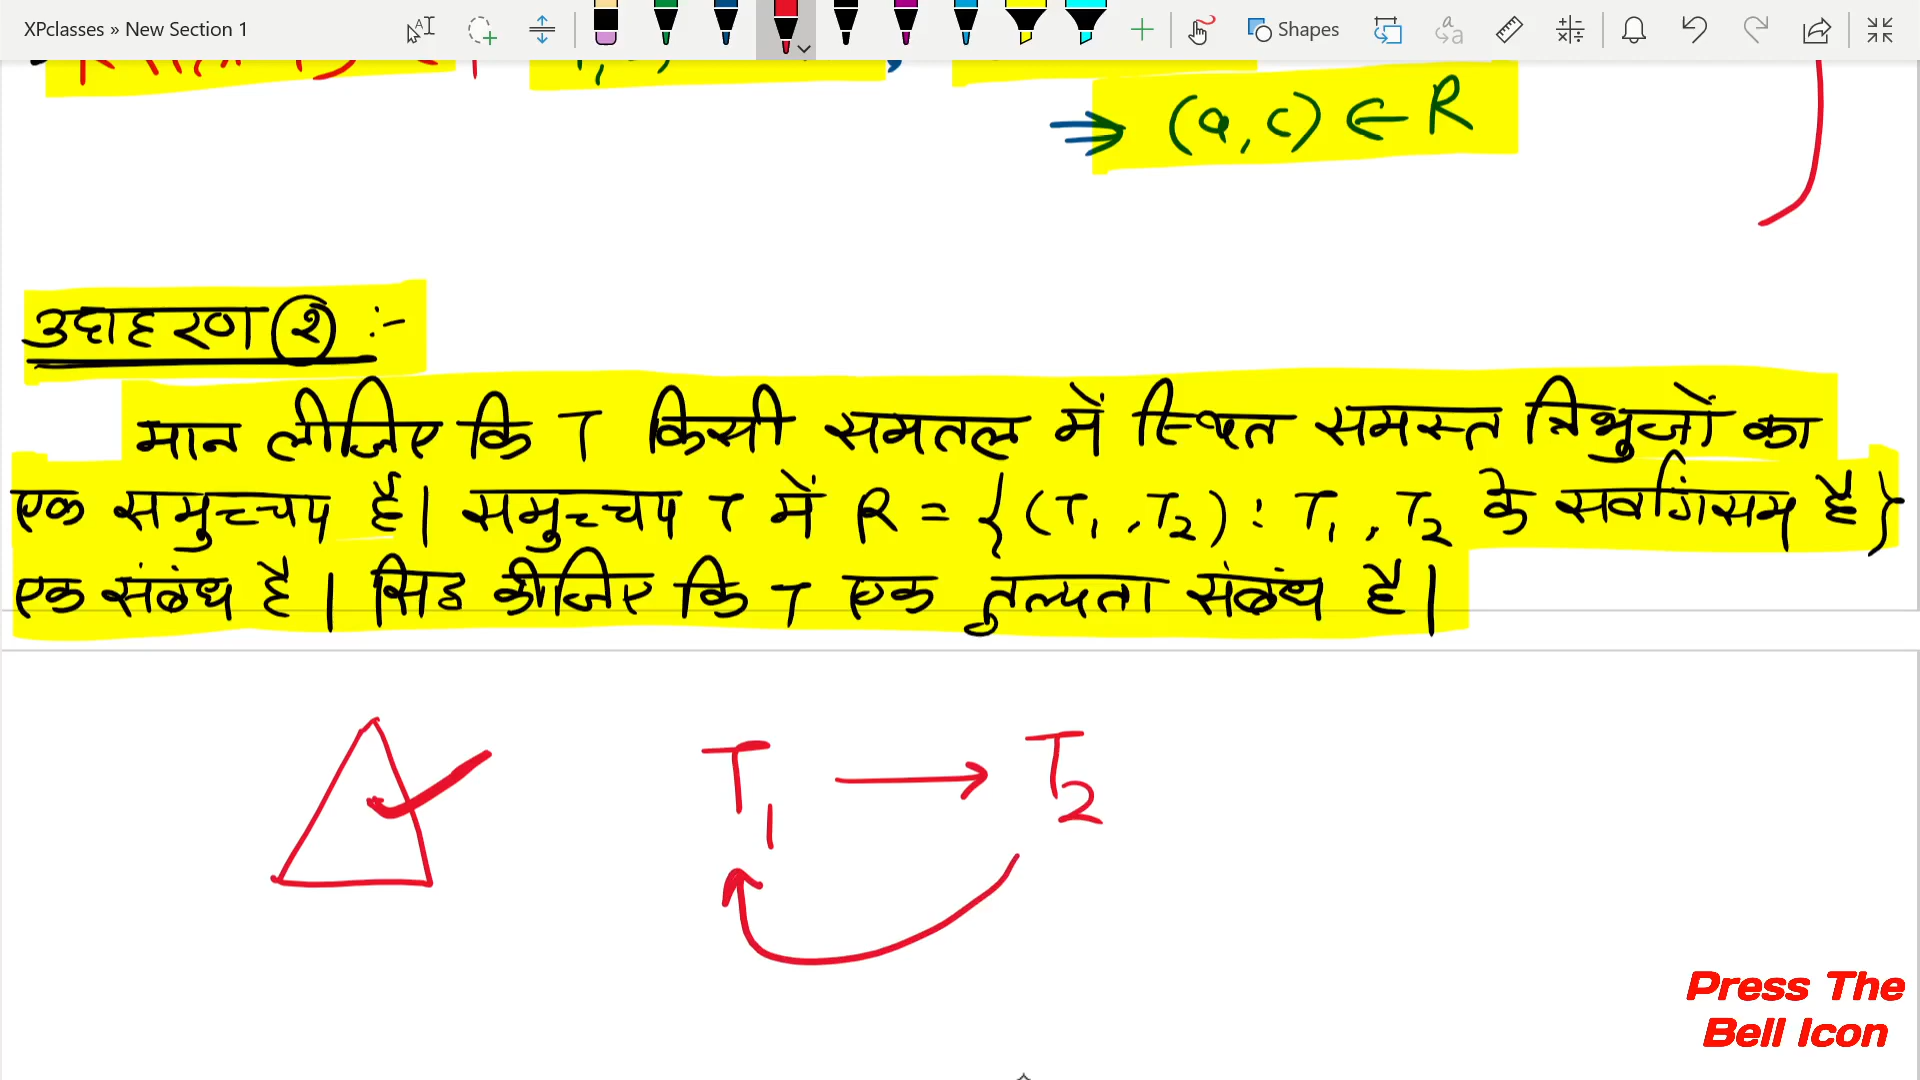 XPclasses » New Section 1
Shapes
⇒ (a, c) ∈ R
उदाहरण २ :-
मान लीजिए कि T किसी समतल में स्थित समस्त त्रिभुजों का
एक समुच्चय है। समुच्चय T में R = {(T₁, T₂) : T₁, T₂ के सर्वांगसम है}
एक संबंध है। सिद्ध कीजिए कि T एक तुल्यता संबंध है।
T₁ → T₂
Press The
Bell Icon